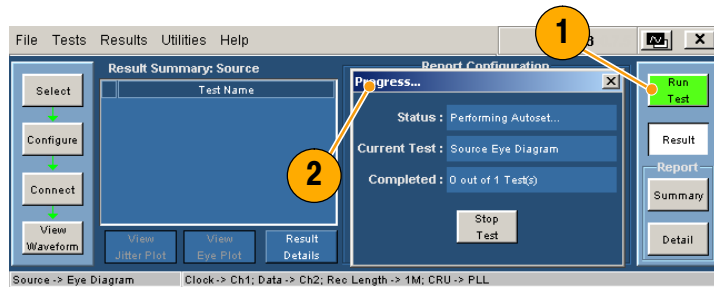 File Tests Results Utilities Help
1
8
X
Select
Configure
Connect
View
Waveform
Result Summary: Source
Test Name
View
Jitter Plot
View
Eye Plot
Result
Details
Report Configuration
Progress...
X
2
Status : Performing Autoset...
Current Test : Source Eye Diagram
Completed : 0 out of 1 Test(s)
Stop
Test
Run
Test
Result
Report
Summary
Detail
Source -> Eye Diagram
Clock -> Ch1; Data -> Ch2; Rec Length -> 1M; CRU -> PLL